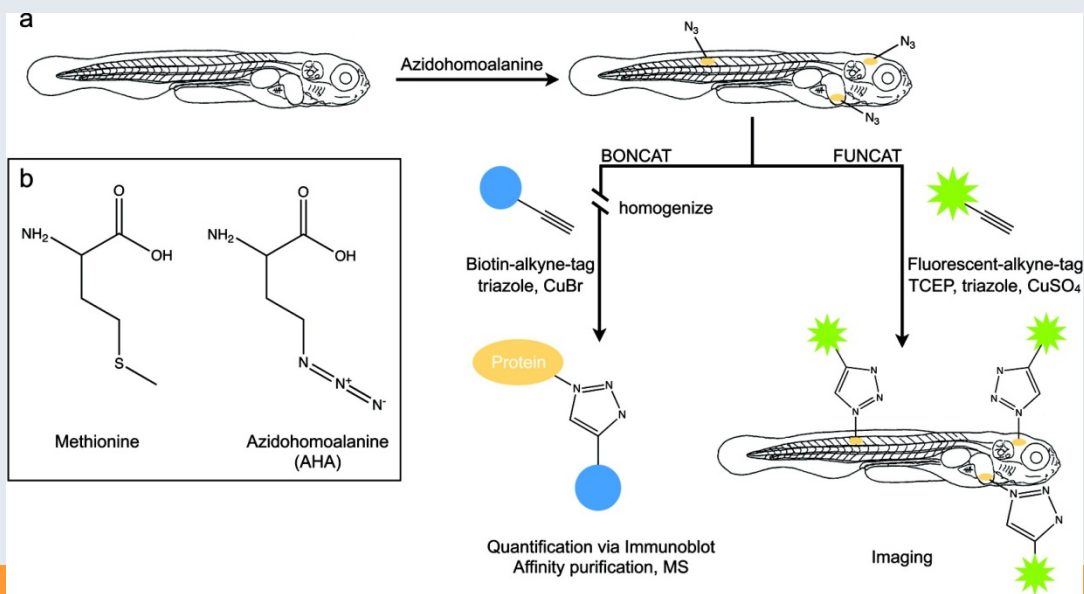 a
Azidohomoalanine
N3
N3
N3
BONCAT
FUNCAT
homogenize
Biotin-alkyne-tag
triazole, CuBr
Fluorescent-alkyne-tag
TCEP, triazole, CuSO4
b
O
NH2
OH
S
Methionine
O
NH2
OH
N
N+
N-
Azidohomoalanine
(AHA)
Protein
N
N
N
Quantification via Immunoblot
Affinity purification, MS
N
N
N
N
N
N
N
N
N
Imaging